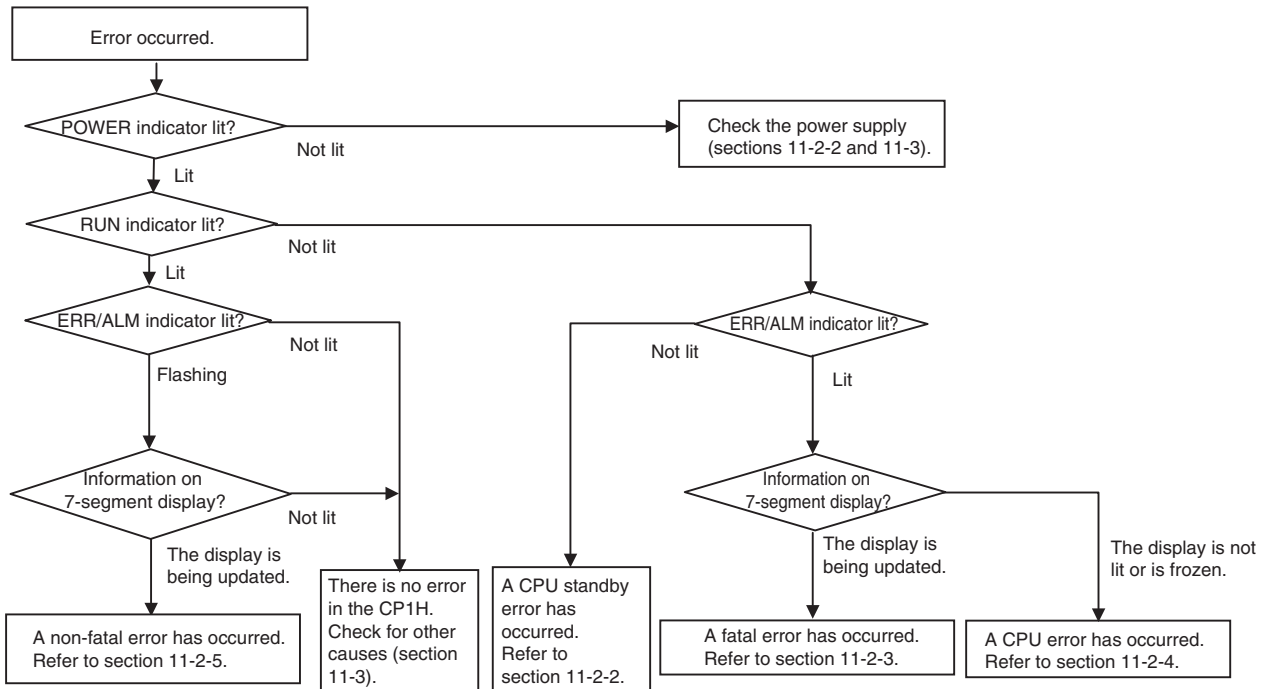 Error occurred.
POWER indicator lit?
Not lit
Check the power supply
(sections 11-2-2 and 11-3).
Lit
RUN indicator lit?
Not lit
Lit
ERR/ALM indicator lit?
Not lit
Flashing
ERR/ALM indicator lit?
Not lit
Lit
Information on
7-segment display?
Not lit
The display is
being updated.
Information on
7-segment display?
The display is
being updated.
The display is not
lit or is frozen.
A non-fatal error has occurred.
Refer to section 11-2-5.
There is no error
in the CP1H.
Check for other
causes (section
11-3).
A CPU standby
error has
occurred.
Refer to
section 11-2-2.
A fatal error has occurred.
Refer to section 11-2-3.
A CPU error has occurred.
Refer to section 11-2-4.